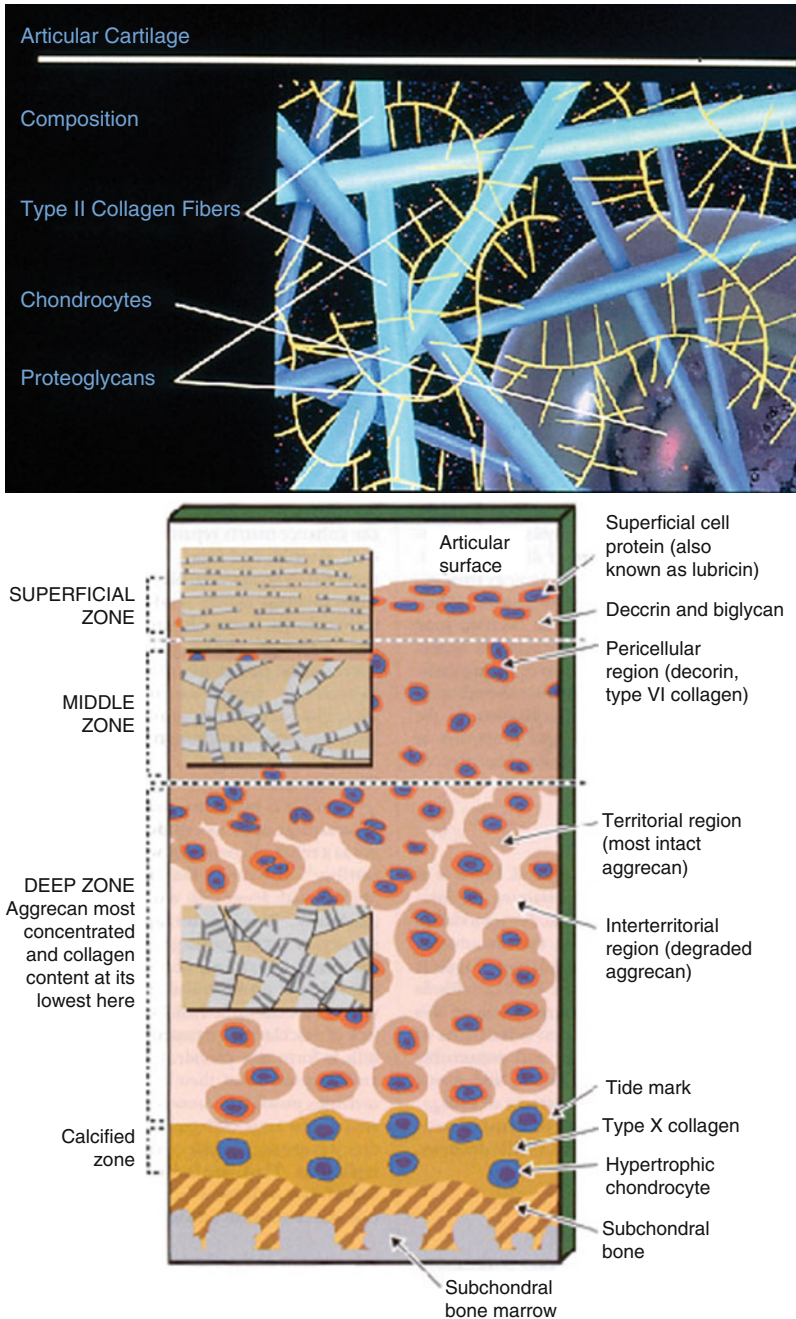 Articular Cartilage
Composition
Type II Collagen Fibers
Chondrocytes
Proteoglycans
Articular
surface
SUPERFICIAL
ZONE
MIDDLE
ZONE
DEEP ZONE
Aggrecan most
concentrated
and collagen
content at its
lowest here
Calcified
zone
Superficial cell
protein (also
known as lubricin)
Deccrin and biglycan
Pericellular
region (decorin,
type VI collagen)
Territorial region
(most intact
aggrecan)
Interterritorial
region (degraded
aggrecan)
Tide mark
Type X collagen
Hypertrophic
chondrocyte
Subchondral
bone
Subchondral
bone marrow